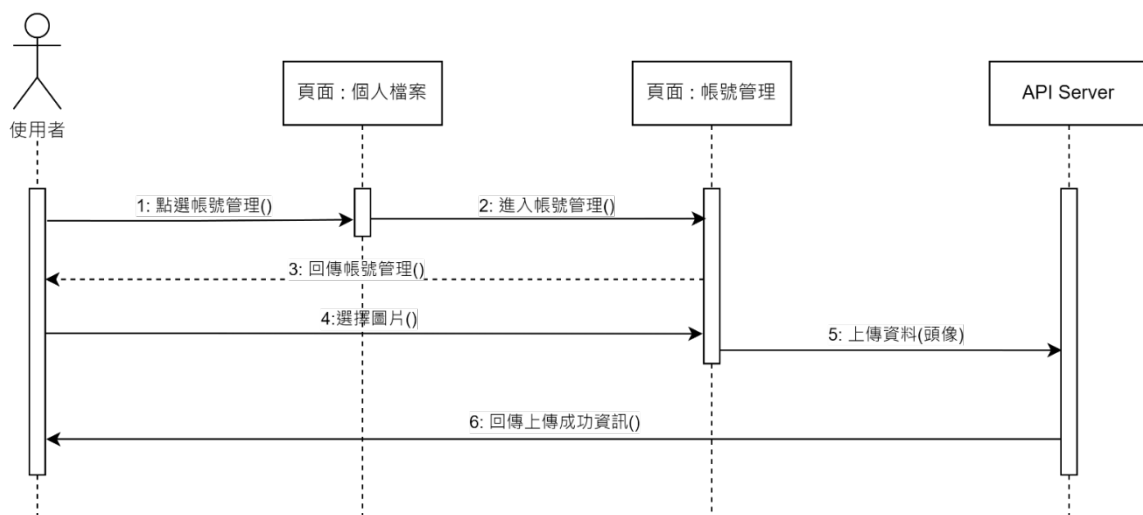 使用者
頁面 : 個人檔案
頁面 : 帳號管理
API Server
1: 點選帳號管理()
2: 進入帳號管理()
3: 回傳帳號管理()
4:選擇圖片()
5: 上傳資料(頭像)
6: 回傳上傳成功資訊()